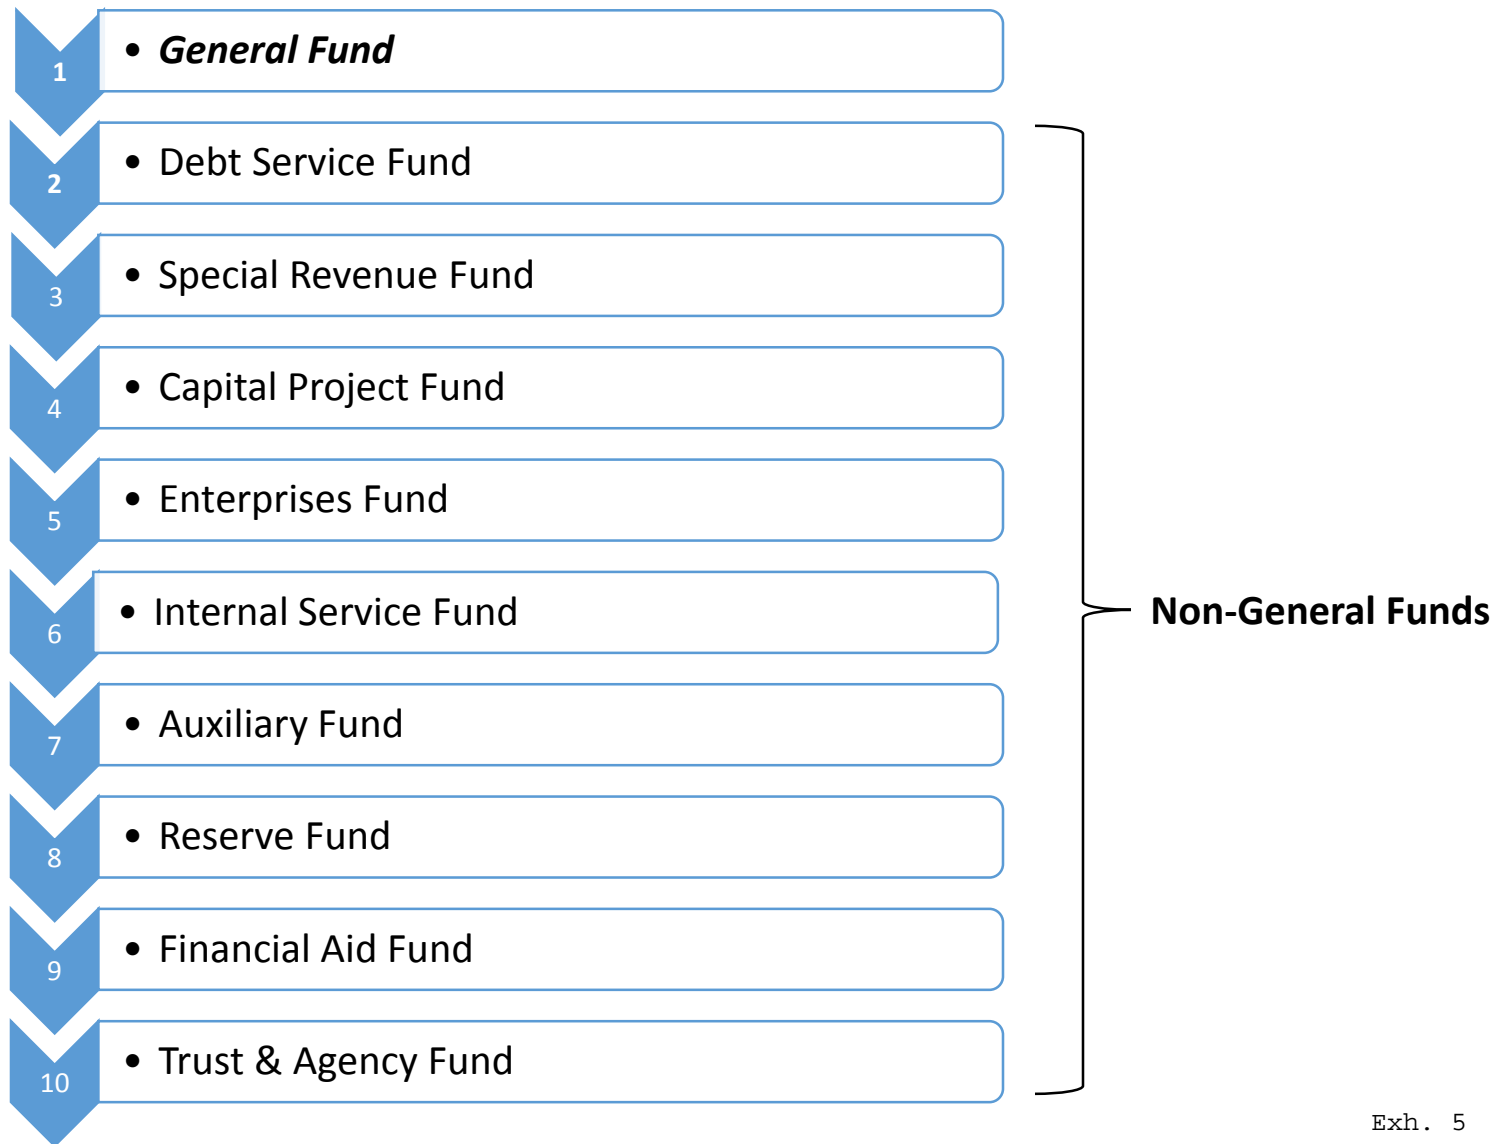 1 • General Fund
2 • Debt Service Fund
3 • Special Revenue Fund
4 • Capital Project Fund
5 • Enterprises Fund
6 • Internal Service Fund
7 • Auxiliary Fund
8 • Reserve Fund
9 • Financial Aid Fund
10 • Trust & Agency Fund
Non-General Funds
Exh. 5